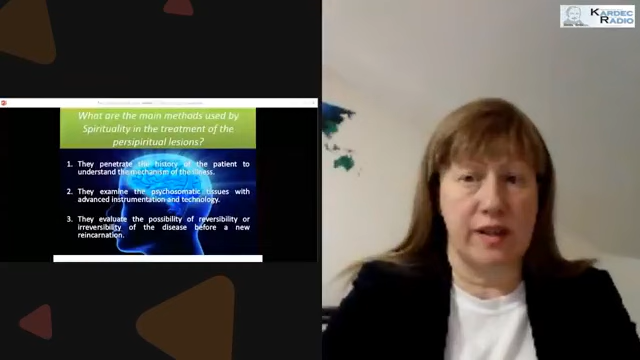 KARDEC
RADIO
What are the main methods used by
Spirituality in the treatment of the
perispiritual lesions?
1. They penetrate the history of the patient to
understand the mechanism of the illness.
2. They examine the psychosomatic tissues with
advanced instrumentation and technology.
3. They evaluate the possibility of reversibility or
irreversibility of the disease before a new
reincarnation.